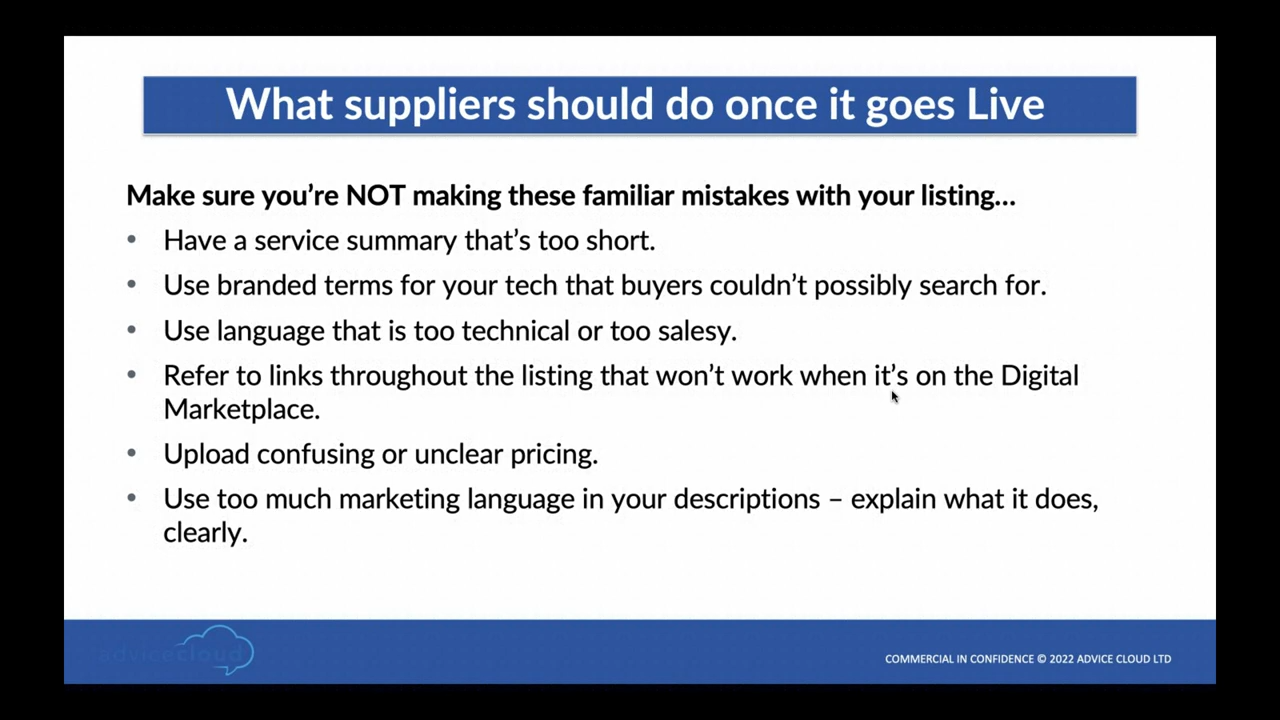 What suppliers should do once it goes Live
Make sure you’re NOT making these familiar mistakes with your listing…
• Have a service summary that’s too short.
• Use branded terms for your tech that buyers couldn’t possibly search for.
• Use language that is too technical or too salesy.
• Refer to links throughout the listing that won’t work when it’s on the Digital
Marketplace.
• Upload confusing or unclear pricing.
• Use too much marketing language in your descriptions – explain what it does,
clearly.
advicecloud
COMMERCIAL IN CONFIDENCE © 2022 ADVICE CLOUD LTD